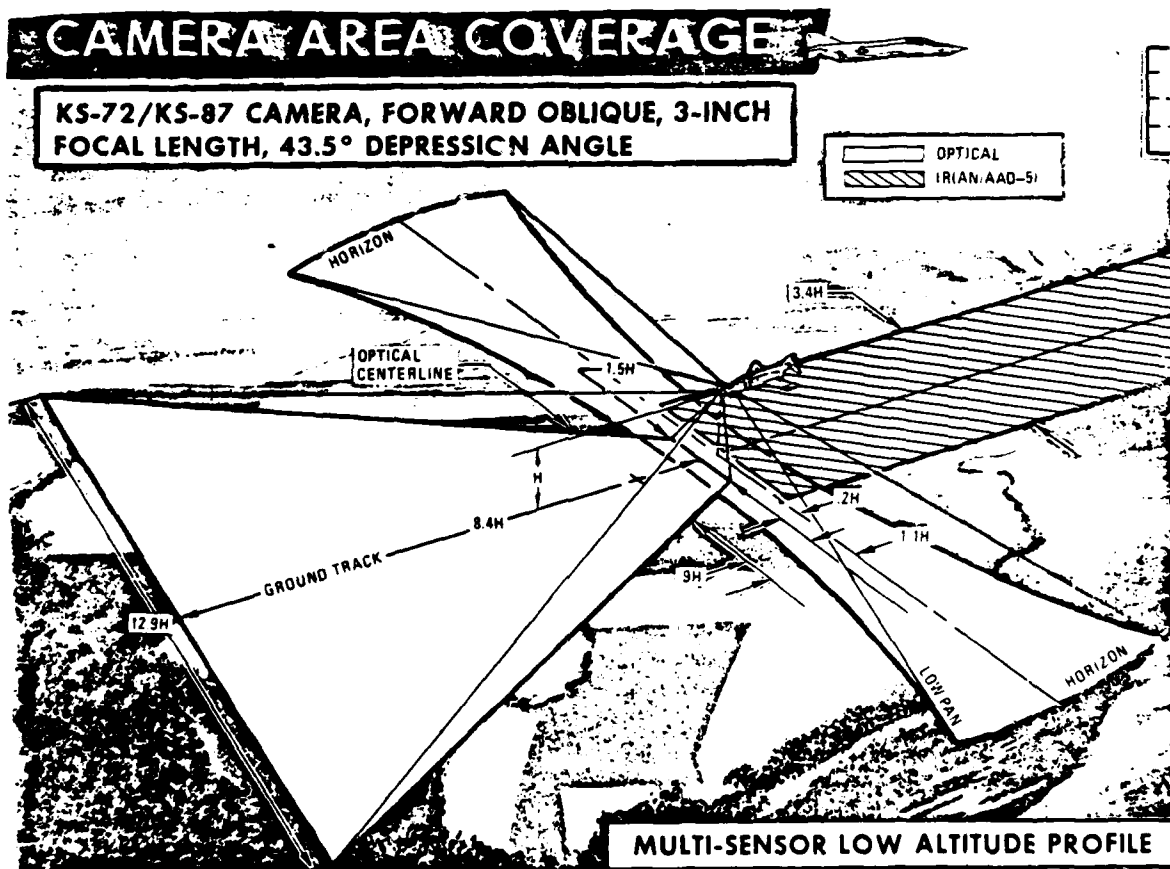 CAMERA AREA COVERAGE
KS-72/KS-87 CAMERA, FORWARD OBLIQUE, 3-INCH
FOCAL LENGTH, 43.5° DEPRESSION ANGLE
OPTICAL
IR(AN/AAD-5)
HORIZON
3.4H
OPTICAL
CENTERLINE
1.5H
H
8.4H
.2H
1.1H
GROUND TRACK
.9H
12.9H
LOW PAN
HORIZON
MULTI-SENSOR LOW ALTITUDE PROFILE